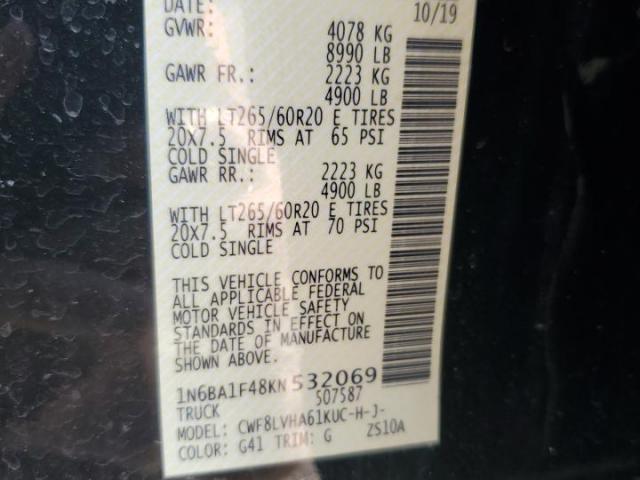 DATE: 10/19
GVWR: 4078 KG
8990 LB
GAWR FR.: 2223 KG
4900 LB
WITH LT265/60R20 E TIRES
20X7.5 RIMS AT 65 PSI
COLD SINGLE
GAWR RR.: 2223 KG
4900 LB
WITH LT265/60R20 E TIRES
20X7.5 RIMS AT 70 PSI
COLD SINGLE
THIS VEHICLE CONFORMS TO
ALL APPLICABLE FEDERAL
MOTOR VEHICLE SAFETY
STANDARDS IN EFFECT ON
THE DATE OF MANUFACTURE
SHOWN ABOVE.
1N6BA1F48KN532069
TRUCK 507587
MODEL: CWF8LVHA61KUC-H-J-
COLOR: G41 TRIM: G ZS10A